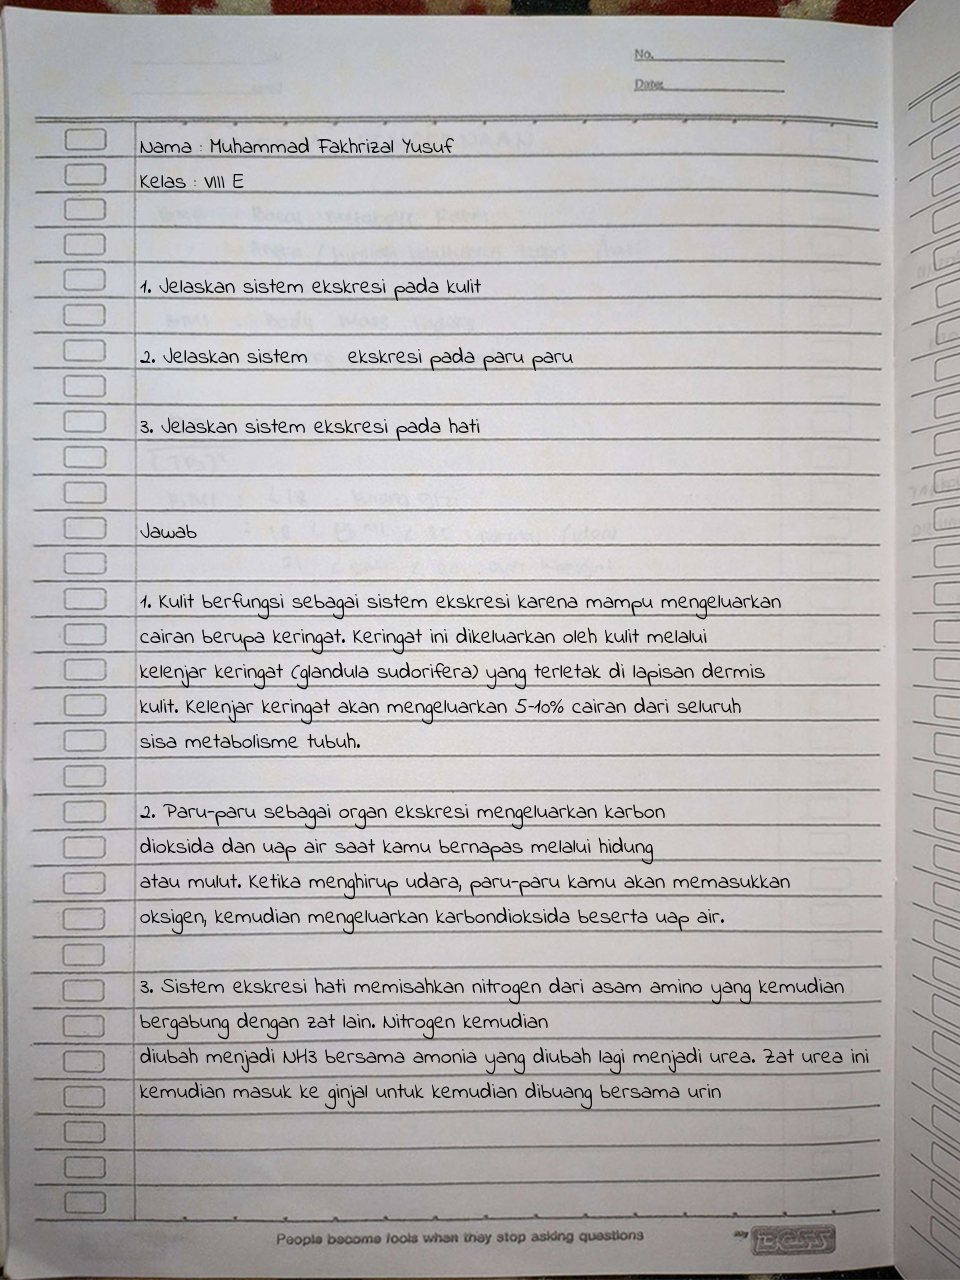 No.
Date:
Nama : Muhammad Fakhrizal Yusuf
Kelas : VIII E
1. Jelaskan sistem ekskresi pada kulit
2. Jelaskan sistem ekskresi pada paru paru
3. Jelaskan sistem ekskresi pada hati
Jawab
1. Kulit berfungsi sebagai sistem ekskresi karena mampu mengeluarkan
cairan berupa keringat. Keringat ini dikeluarkan oleh kulit melalui
kelenjar keringat (glandula sudorifera) yang terletak di lapisan dermis
kulit. Kelenjar keringat akan mengeluarkan 5-10% cairan dari seluruh
sisa metabolisme tubuh.
2. Paru-paru sebagai organ ekskresi mengeluarkan karbon
dioksida dan uap air saat kamu bernapas melalui hidung
atau mulut. Ketika menghirup udara, paru-paru kamu akan memasukkan
oksigen, kemudian mengeluarkan karbondioksida beserta uap air.
3. Sistem ekskresi hati memisahkan nitrogen dari asam amino yang kemudian
bergabung dengan zat lain. Nitrogen kemudian
diubah menjadi NH3 bersama amonia yang diubah lagi menjadi urea. Zat urea ini
kemudian masuk ke ginjal untuk kemudian dibuang bersama urin
People become fools when they stop asking questions
my BOSS